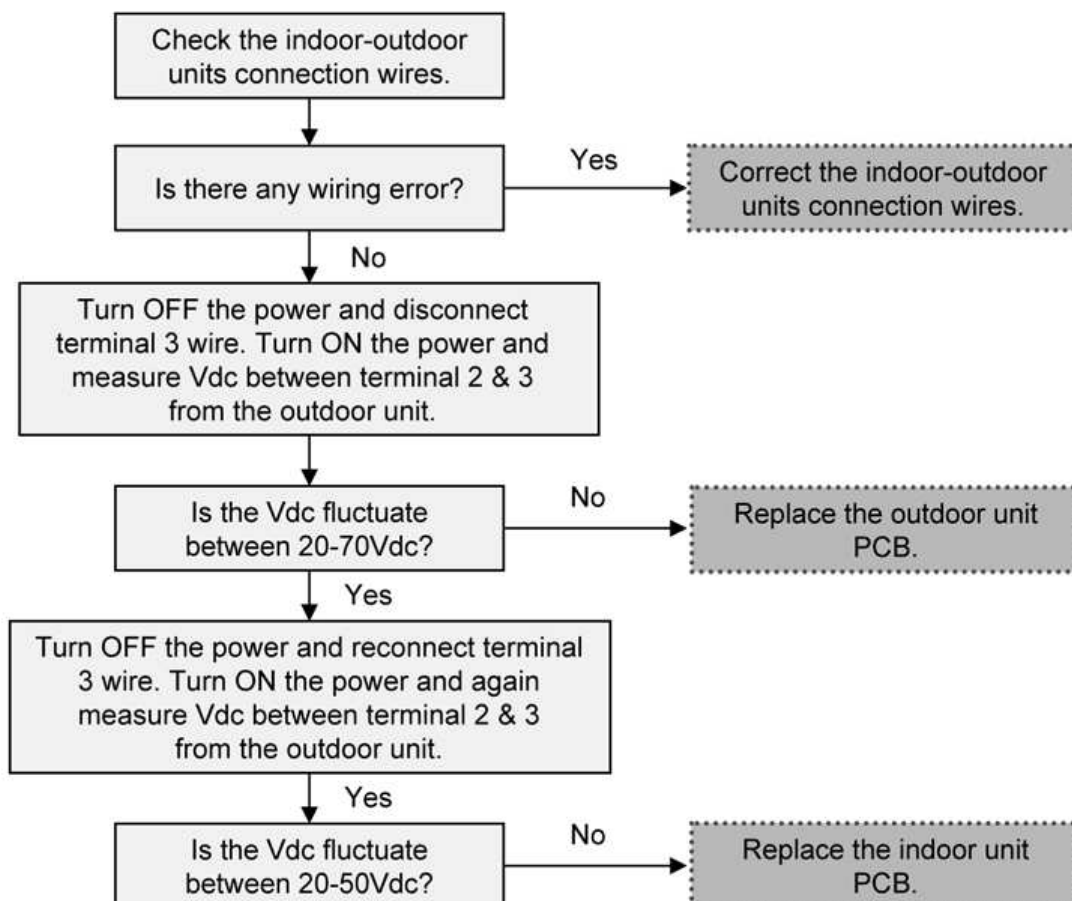 Check the indoor-outdoor
units connection wires.
Is there any wiring error?
Yes
Correct the indoor-outdoor
units connection wires.
No
Turn OFF the power and disconnect
terminal 3 wire. Turn ON the power and
measure Vdc between terminal 2 & 3
from the outdoor unit.
Is the Vdc fluctuate
between 20-70Vdc?
No
Replace the outdoor unit
PCB.
Yes
Turn OFF the power and reconnect terminal
3 wire. Turn ON the power and again
measure Vdc between terminal 2 & 3
from the outdoor unit.
Yes
Is the Vdc fluctuate
between 20-50Vdc?
No
Replace the indoor unit
PCB.